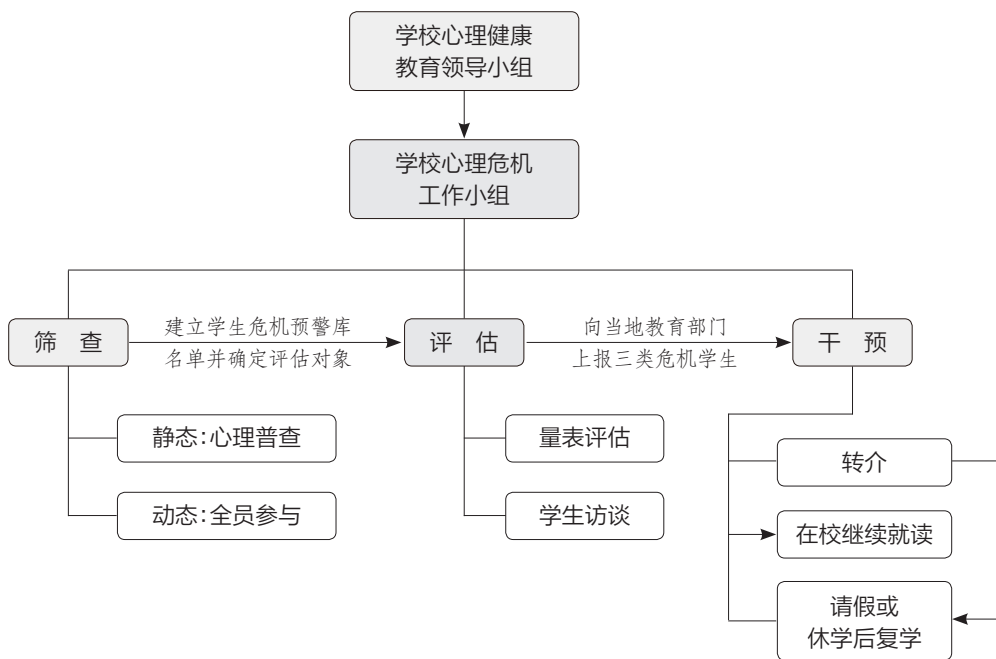 学校心理健康
教育领导小组
学校心理危机
工作小组
筛 查
建立学生危机预警库
名单并确定评估对象
评 估
向当地教育部门
上报三类危机学生
干 预
静态：心理普查
动态：全员参与
量表评估
学生访谈
转介
在校继续就读
请假或
休学后复学